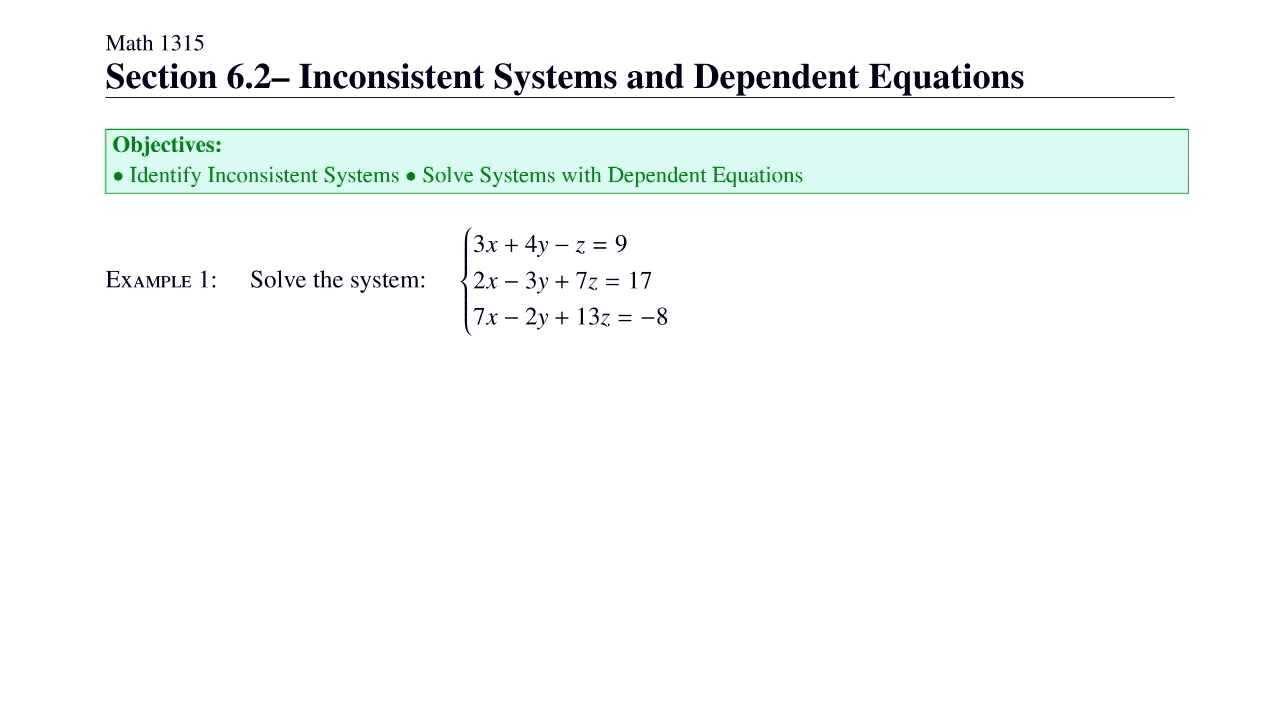 Math 1315
Section 6.2– Inconsistent Systems and Dependent Equations
Objectives:
• Identify Inconsistent Systems • Solve Systems with Dependent Equations
3x + 4y − z = 9
Example 1: Solve the system: 2x − 3y + 7z = 17
7x − 2y + 13z = −8